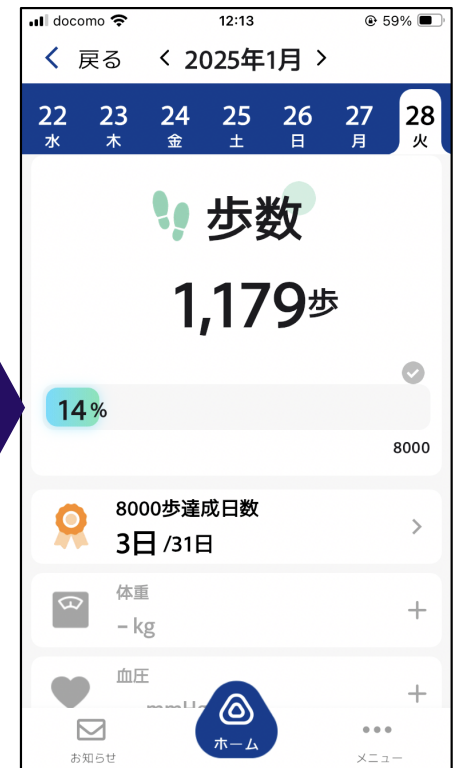 docomo 12:13 59%
戻る 2025年1月
22 23 24 25 26 27 28
水 木 金 土 日 月 火
歩数
1,179歩
14%
8000
8000歩達成日数
3日 /31日
体重
– kg
血圧
お知らせ ホーム メニュー